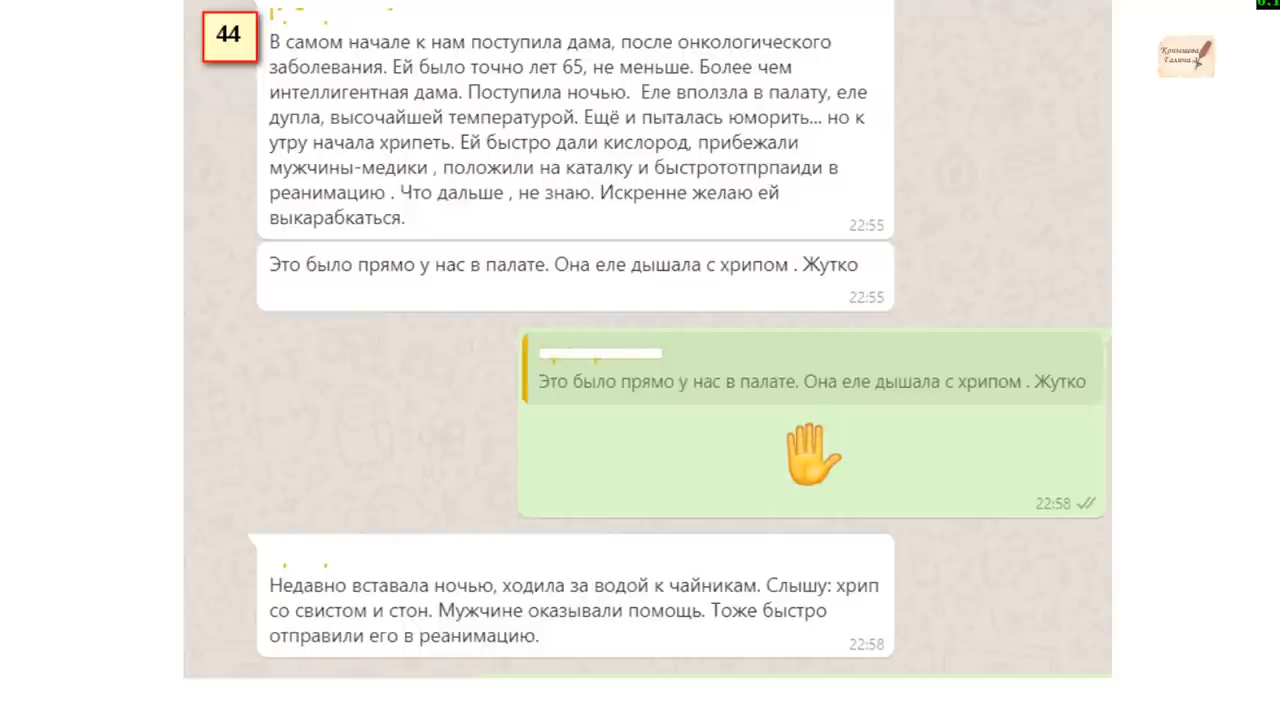 44
В самом начале к нам поступила дама, после онкологического
заболевания. Ей было точно лет 65, не меньше. Более чем
интеллигентная дама. Поступила ночью. Еле вползла в палату, еле
дупла, высочайшей температурой. Ещё и пыталась юморить... но к
утру начала хрипеть. Ей быстро дали кислород, прибежали
мужчины-медики , положили на каталку и быстрототпрпаиди в
реанимацию . Что дальше , не знаю. Искренне желаю ей
выкарабкаться.
22:55
Это было прямо у нас в палате. Она еле дышала с хрипом . Жутко
22:55
Это было прямо у нас в палате. Она еле дышала с хрипом . Жутко
22:58
Недавно вставала ночью, ходила за водой к чайникам. Слышу: хрип
со свистом и стон. Мужчине оказывали помощь. Тоже быстро
отправили его в реанимацию.
22:58
Конышева
Галина